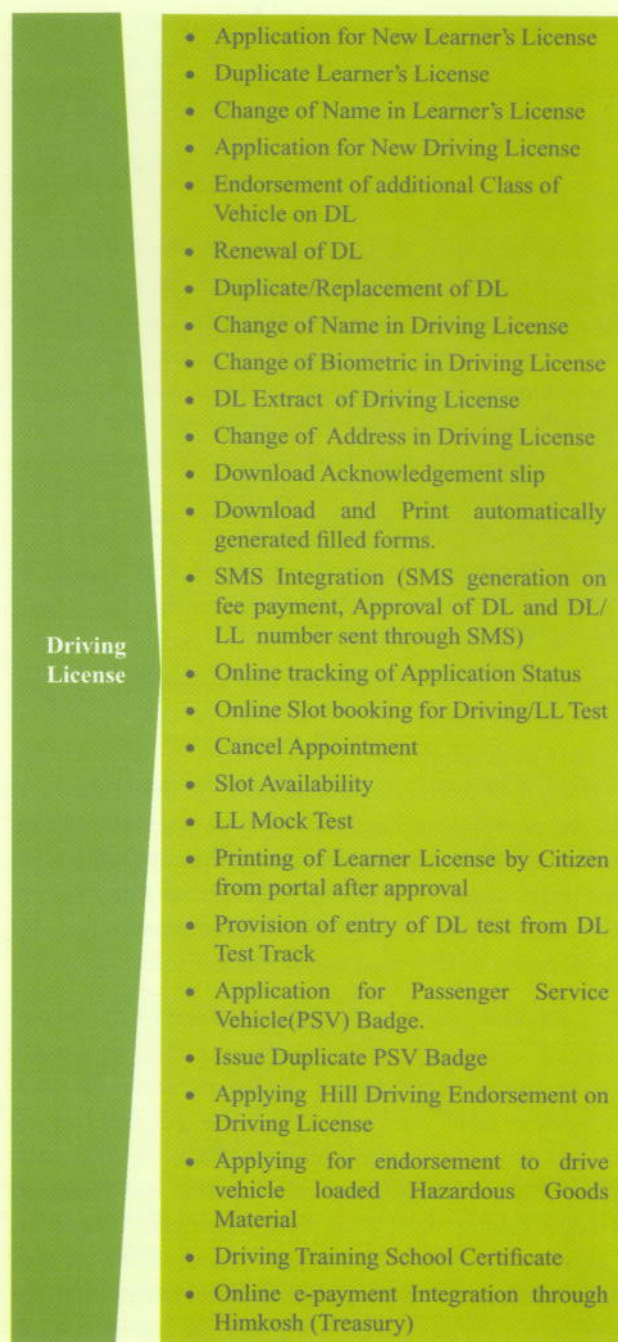 Driving
License
• Application for New Learner's License
• Duplicate Learner's License
• Change of Name in Learner's License
• Application for New Driving License
• Endorsement of additional Class of
Vehicle on DL
• Renewal of DL
• Duplicate/Replacement of DL
• Change of Name in Driving License
• Change of Biometric in Driving License
• DL Extract of Driving License
• Change of Address in Driving License
• Download Acknowledgement slip
• Download and Print automatically
generated filled forms.
• SMS Integration (SMS generation on
fee payment, Approval of DL and DL/
LL number sent through SMS)
• Online tracking of Application Status
• Online Slot booking for Driving/LL Test
• Cancel Appointment
• Slot Availability
• LL Mock Test
• Printing of Learner License by Citizen
from portal after approval
• Provision of entry of DL test from DL
Test Track
• Application for Passenger Service
Vehicle(PSV) Badge.
• Issue Duplicate PSV Badge
• Applying Hill Driving Endorsement on
Driving License
• Applying for endorsement to drive
vehicle loaded Hazardous Goods
Material
• Driving Training School Certificate
• Online e-payment Integration through
Himkosh (Treasury)